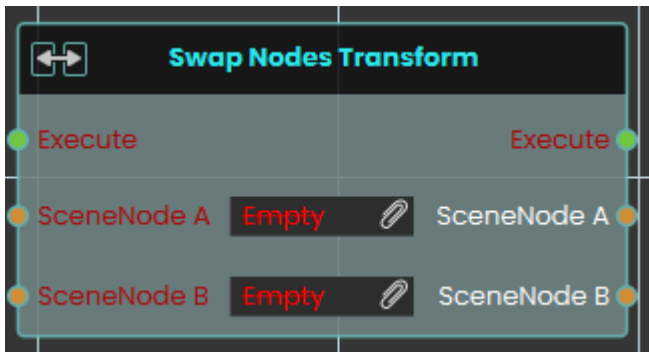 Swap Nodes Transform
Execute Execute
SceneNode A Empty SceneNode A
SceneNode B Empty SceneNode B